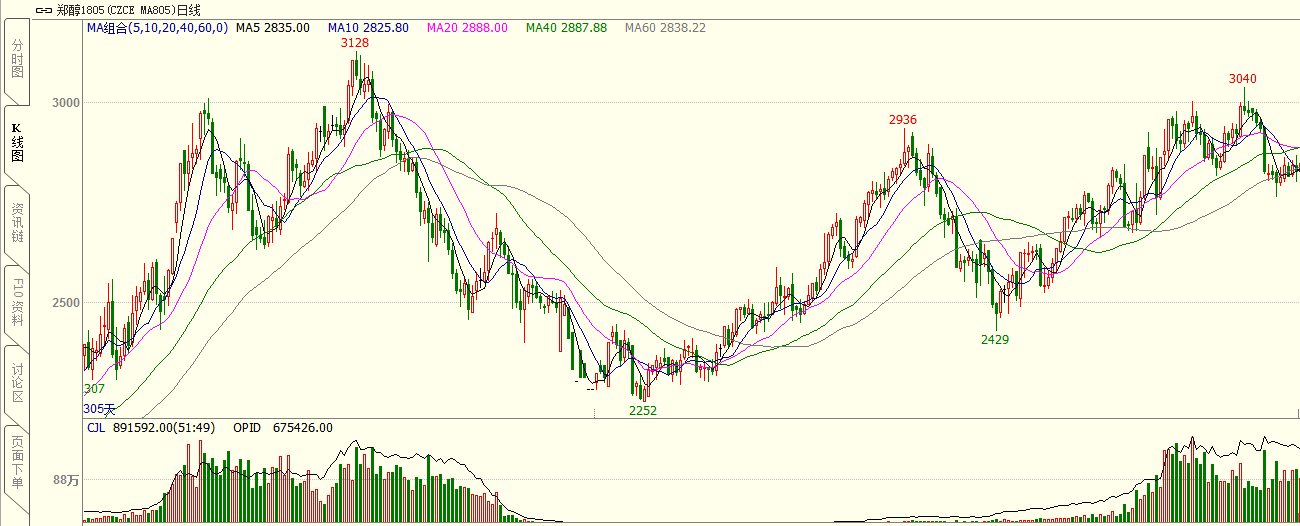 郑醇1805(CZCE MA805)日线
MA组合(5,10,20,40,60,0) MA5 2835.00 MA10 2825.80 MA20 2888.00 MA40 2887.88 MA60 2838.22
分时图
K线图
资讯链
F10资料
讨论区
页面下单
3128
3040
3000
2936
2500
2429
307
305天
2252
CJL 891592.00(51:49) OPID 675426.00
88万